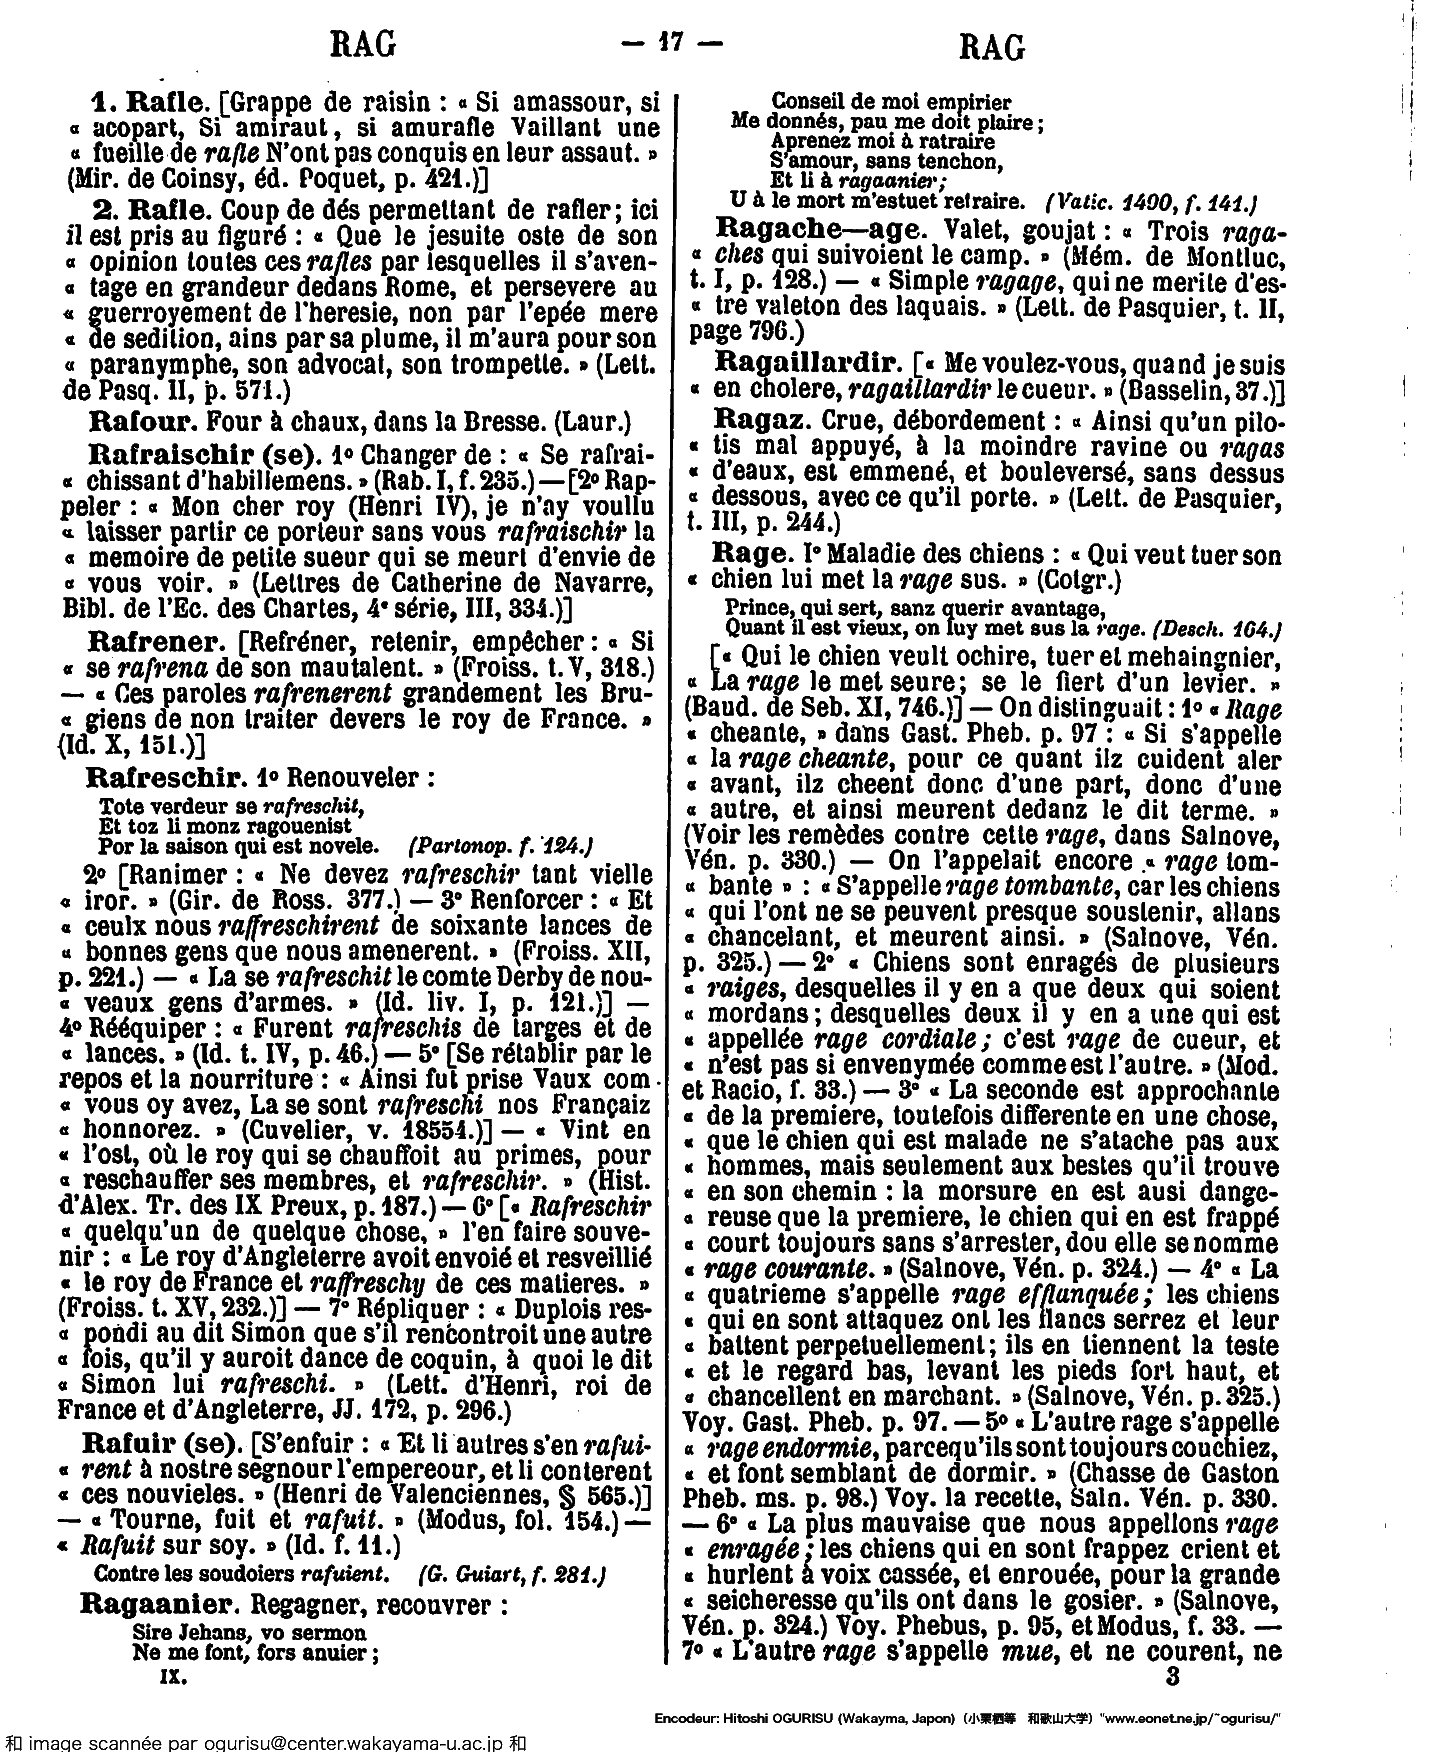 RAG — 17 — RAG
1. Rafle. [Grappe de raisin : « Si amassour, si
« acopart, Si amiraut, si amurafle Vaillant une
« fueille de rafle N'ont pas conquis en leur assaut. »
(Mir. de Coinsy, éd. Poquet, p. 421.)]
2. Rafle. Coup de dés permettant de rafler; ici
il est pris au figuré : « Que le jesuite oste de son
« opinion toutes ces rafles par lesquelles il s'aven-
« tage en grandeur dedans Rome, et persevere au
« guerroyement de l'heresie, non par l'epée mere
« de sedition, ains par sa plume, il m'aura pour son
« paranymphe, son advocat, son trompette. » (Lett.
de Pasq. II, p. 571.)
Rafour. Four à chaux, dans la Bresse. (Laur.)
Rafraischir (se). 1º Changer de : « Se rafrai-
« chissant d'habillemens. » (Rab. I, f. 235.) — [2º Rap-
peler : « Mon cher roy (Henri IV), je n'ay voullu
« laisser partir ce porteur sans vous rafraischir la
« memoire de petite sueur qui se meurt d'envie de
« vous voir. » (Lettres de Catherine de Navarre,
Bibl. de l'Ec. des Chartes, 4e série, III, 334.)]
Rafrener. [Refréner, retenir, empêcher : « Si
« se rafrena de son mautalent. » (Froiss. t. V, 318.)
— « Ces paroles rafrenerent grandement les Bru-
« giens de non traiter devers le roy de France. »
(Id. X, 151.)]
Rafreschir. 1º Renouveler :
Tote verdeur se rafreschit,
Et toz li monz ragouenist
Por la saison qui est novele. (Partonop. f. 124.)
2º [Ranimer : « Ne devez rafreschir tant vielle
« iror. » (Gir. de Ross. 377.) — 3º Renforcer : « Et
« ceulx nous raffreschirent de soixante lances de
« bonnes gens que nous amenerent. » (Froiss. XII,
p. 221.) — « La se rafreschit le comte Derby de nou-
« veaux gens d'armes. » (Id. liv. I, p. 121.)] —
4º Rééquiper : « Furent rafreschis de targes et de
« lances. » (Id. t. IV, p. 46.) — 5º [Se rétablir par le
repos et la nourriture : « Ainsi fut prise Vaux com
« vous oy avez, La se sont rafreschi nos Françaiz
« honnorez. » (Cuvelier, v. 18554.)] — « Vint en
« l'ost, où le roy qui se chauffoit au primes, pour
« reschauffer ses membres, et rafreschir. » (Hist.
d'Alex. Tr. des IX Preux, p. 187.) — 6º [« Rafreschir
« quelqu'un de quelque chose, » l'en faire souve-
nir : « Le roy d'Angleterre avoit envoié et resveillié
« le roy de France et raffreschy de ces matieres. »
(Froiss. t. XV, 232.)] — 7º Répliquer : « Duplois res-
« pondi au dit Simon que s'il rencontroit une autre
« fois, qu'il y auroit dance de coquin, à quoi le dit
« Simon lui rafreschi. » (Lett. d'Henri, roi de
France et d'Angleterre, JJ. 172, p. 296.)
Rafuir (se). [S'enfuir : « Et li autres s'en rafui-
« rent à nostre segnour l'empereour, et li conterent
« ces nouvieles. » (Henri de Valenciennes, § 565.)]
— « Tourne, fuit et rafuit. » (Modus, fol. 154.) —
« Rafuit sur soy. » (Id. f. 11.)
Contre les soudoiers rafuient. (G. Guiart, f. 281.)
Ragaanier. Regagner, recouvrer :
Sire Jehans, vo sermon
Ne me font, fors anuier;
IX.
Conseil de moi empirier
Me donnés, pau me doit plaire;
Aprenez moi à ratraire
S'amour, sans tenchon,
Et li à ragaanier;
U à le mort m'estuet retraire. (Vatic. 1490, f. 141.)
Ragache—age. Valet, goujat : « Trois raga-
« ches qui suivoient le camp. » (Mém. de Montluc,
t. I, p. 128.) — « Simple ragage, qui ne merite d'es-
« tre valeton des laquais. » (Lett. de Pasquier, t. II,
page 796.)
Ragaillardir. [« Me voulez-vous, quand je suis
« en cholere, ragaillardir le cueur. » (Basselin, 37.)]
Ragaz. Crue, débordement : « Ainsi qu'un pilo-
« tis mal appuyé, à la moindre ravine ou ragas
« d'eaux, est emmené, et bouleversé, sans dessus
« dessous, avec ce qu'il porte. » (Lett. de Pasquier,
t. III, p. 244.)
Rage. Iº Maladie des chiens : « Qui veut tuer son
« chien lui met la rage sus. » (Cotgr.)
Prince, qui sert, sanz querir avantage,
Quant il est vieux, on luy met sus la rage. (Desch. 164.)
[« Qui le chien veult ochire, tuer et mehaingnier,
« La rage le met seure; se le fiert d'un levier. »
(Baud. de Seb. XI, 746.)] — On distinguait : 1º « Rage
« cheante, » dans Gast. Pheb. p. 97 : « Si s'appelle
« la rage cheante, pour ce quant ilz cuident aler
« avant, ilz cheent donc d'une part, donc d'une
« autre, et ainsi meurent dedanz le dit terme. »
(Voir les remèdes contre cette rage, dans Salnove,
Vén. p. 330.) — On l'appelait encore « rage tom-
« bante » : « S'appelle rage tombante, car les chiens
« qui l'ont ne se peuvent presque soustenir, allans
« chancelant, et meurent ainsi. » (Salnove, Vén.
p. 325.) — 2º « Chiens sont enragés de plusieurs
« raiges, desquelles il y en a que deux qui soient
« mordans; desquelles deux il y en a une qui est
« appellée rage cordiale; c'est rage de cueur, et
« n'est pas si envenymée comme est l'autre. » (Mod.
et Racio, f. 33.) — 3º « La seconde est approchante
« de la premiere, toutefois differente en une chose,
« que le chien qui est malade ne s'atache pas aux
« hommes, mais seulement aux bestes qu'il trouve
« en son chemin : la morsure en est ausi dange-
« reuse que la premiere, le chien qui en est frappé
« court toujours sans s'arrester, dou elle se nomme
« rage courante. » (Salnove, Vén. p. 324.) — 4º « La
« quatrieme s'appelle rage efflanquée; les chiens
« qui en sont attaquez ont les flancs serrez et leur
« battent perpetuellement; ils en tiennent la teste
« et le regard bas, levant les pieds fort haut, et
« chancellent en marchant. » (Salnove, Vén. p. 325.)
Voy. Gast. Pheb. p. 97. — 5º « L'autre rage s'appelle
« rage endormie, parcequ'ils sont toujours couchiez,
« et font semblant de dormir. » (Chasse de Gaston
Pheb. ms. p. 98.) Voy. la recette, Saln. Vén. p. 330.
— 6º « La plus mauvaise que nous appellons rage
« enragée; les chiens qui en sont frappez crient et
« hurlent à voix cassée, et enrouée, pour la grande
« seicheresse qu'ils ont dans le gosier. » (Salnove,
Vén. p. 324.) Voy. Phebus, p. 95, et Modus, f. 33. —
7º « L'autre rage s'appelle mue, et ne courent, ne
3
Encodeur: Hitoshi OGURISU (Wakayma, Japon) (小栗栖等 和歌山大学) "www.eonet.ne.jp/~ogurisu/"
和 image scannée par ogurisu@center.wakayama-u.ac.jp 和